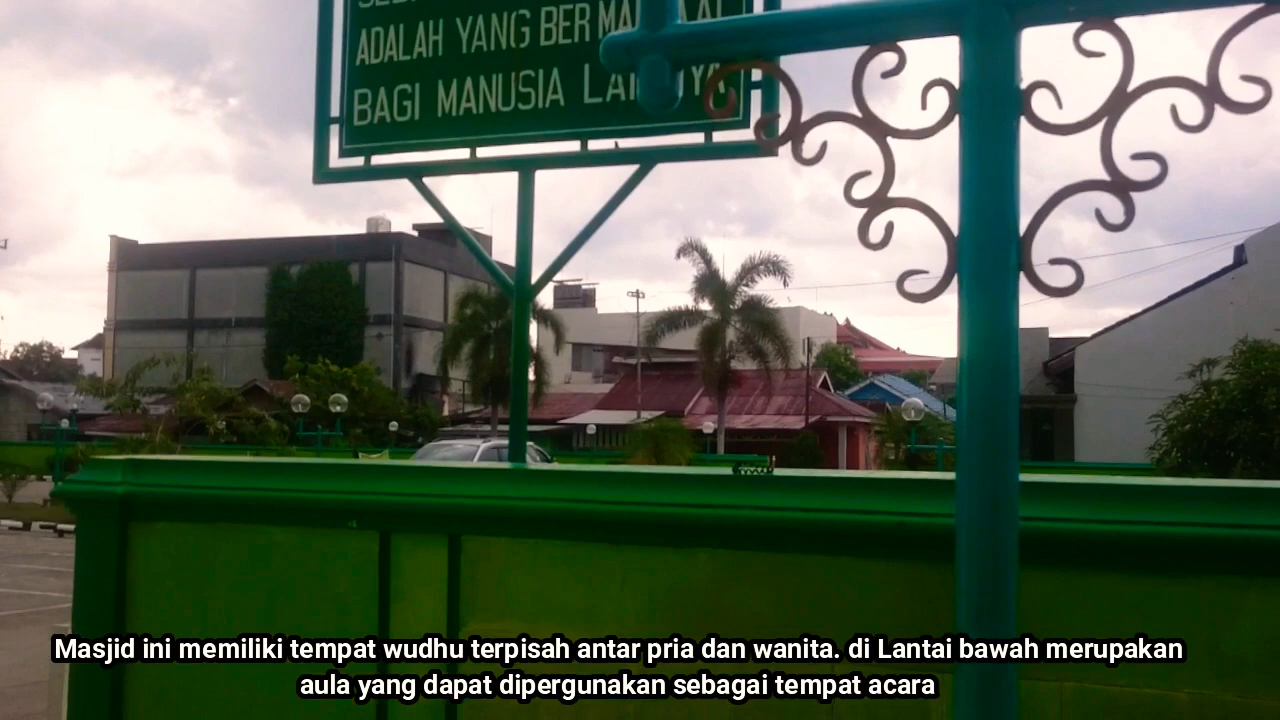 ADALAH YANG
BAGI MANUSIA
Masjid ini memiliki tempat wudhu terpisah antar pria dan wanita. di Lantai bawah merupakan
aula yang dapat dipergunakan sebagai tempat acara